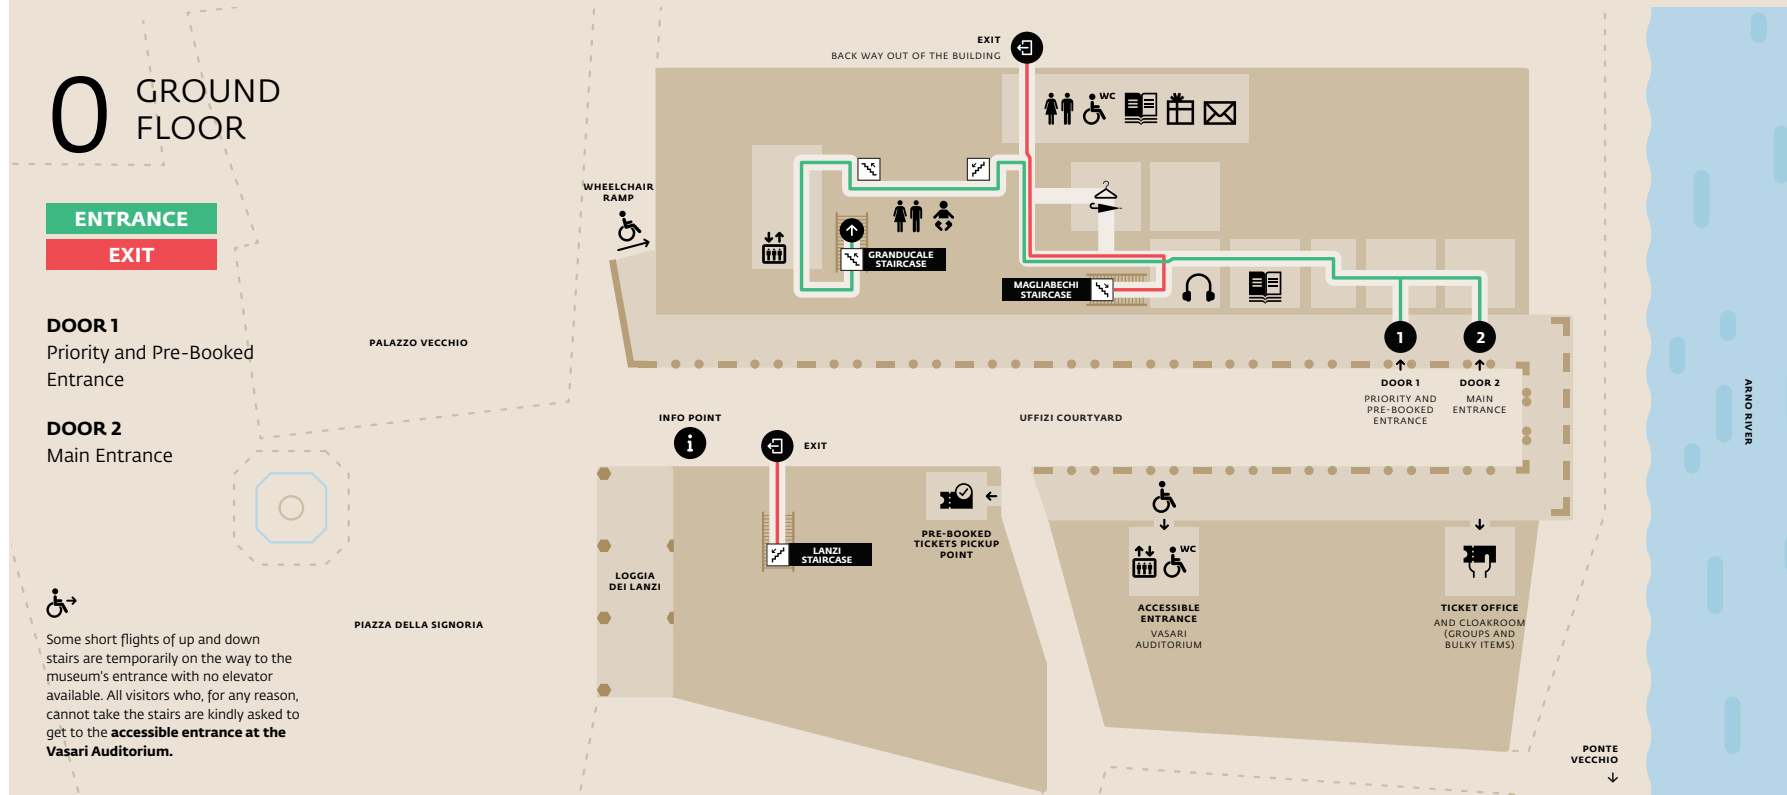 0
GROUND
FLOOR
ENTRANCE
EXIT
DOOR 1
Priority and Pre-Booked
Entrance
DOOR 2
Main Entrance
Some short flights of up and down
stairs are temporarily on the way to the
museum's entrance with no elevator
available. All visitors who, for any reason,
cannot take the stairs are kindly asked to
get to the accessible entrance at the
Vasari Auditorium.
PALAZZO VECCHIO
PIAZZA DELLA SIGNORIA
WHEELCHAIR
RAMP
EXIT
BACK WAY OUT OF THE BUILDING
WC
GRANDUCALE
STAIRCASE
MAGLIABECHI
STAIRCASE
1
2
DOOR 1
PRIORITY AND
PRE-BOOKED
ENTRANCE
DOOR 2
MAIN
ENTRANCE
INFO POINT
i
EXIT
UFFIZI COURTYARD
LANZI
STAIRCASE
LOGGIA
DEI LANZI
PRE-BOOKED
TICKETS PICKUP
POINT
WC
ACCESSIBLE
ENTRANCE
VASARI
AUDITORIUM
TICKET OFFICE
AND CLOAKROOM
(GROUPS AND
BULKY ITEMS)
ARNO RIVER
PONTE
VECCHIO